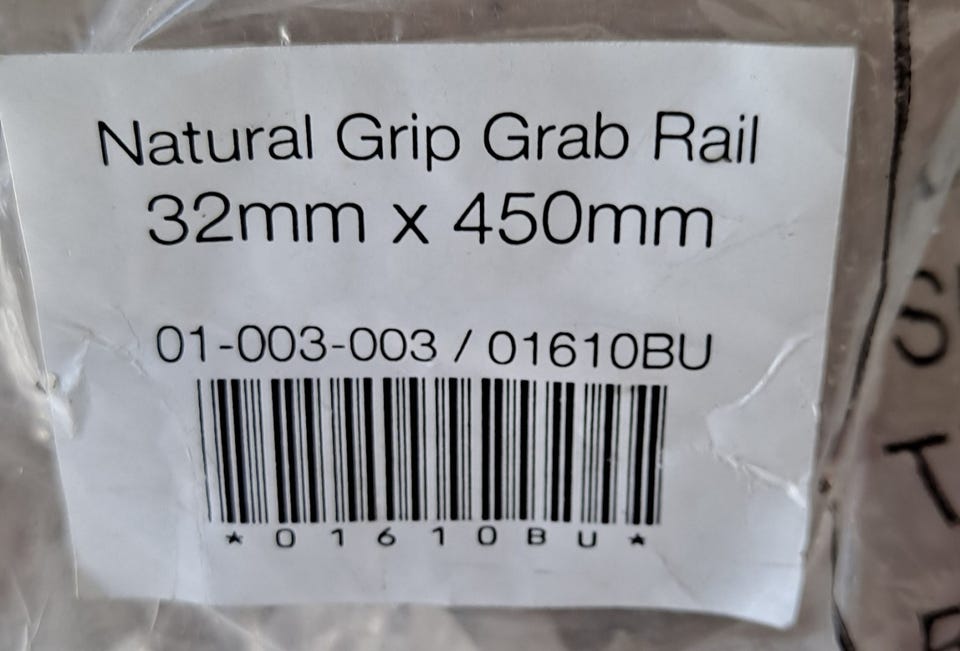 Natural Grip Grab Rail
32mm x 450mm
01-003-003 / 01610BU
*01610BU*